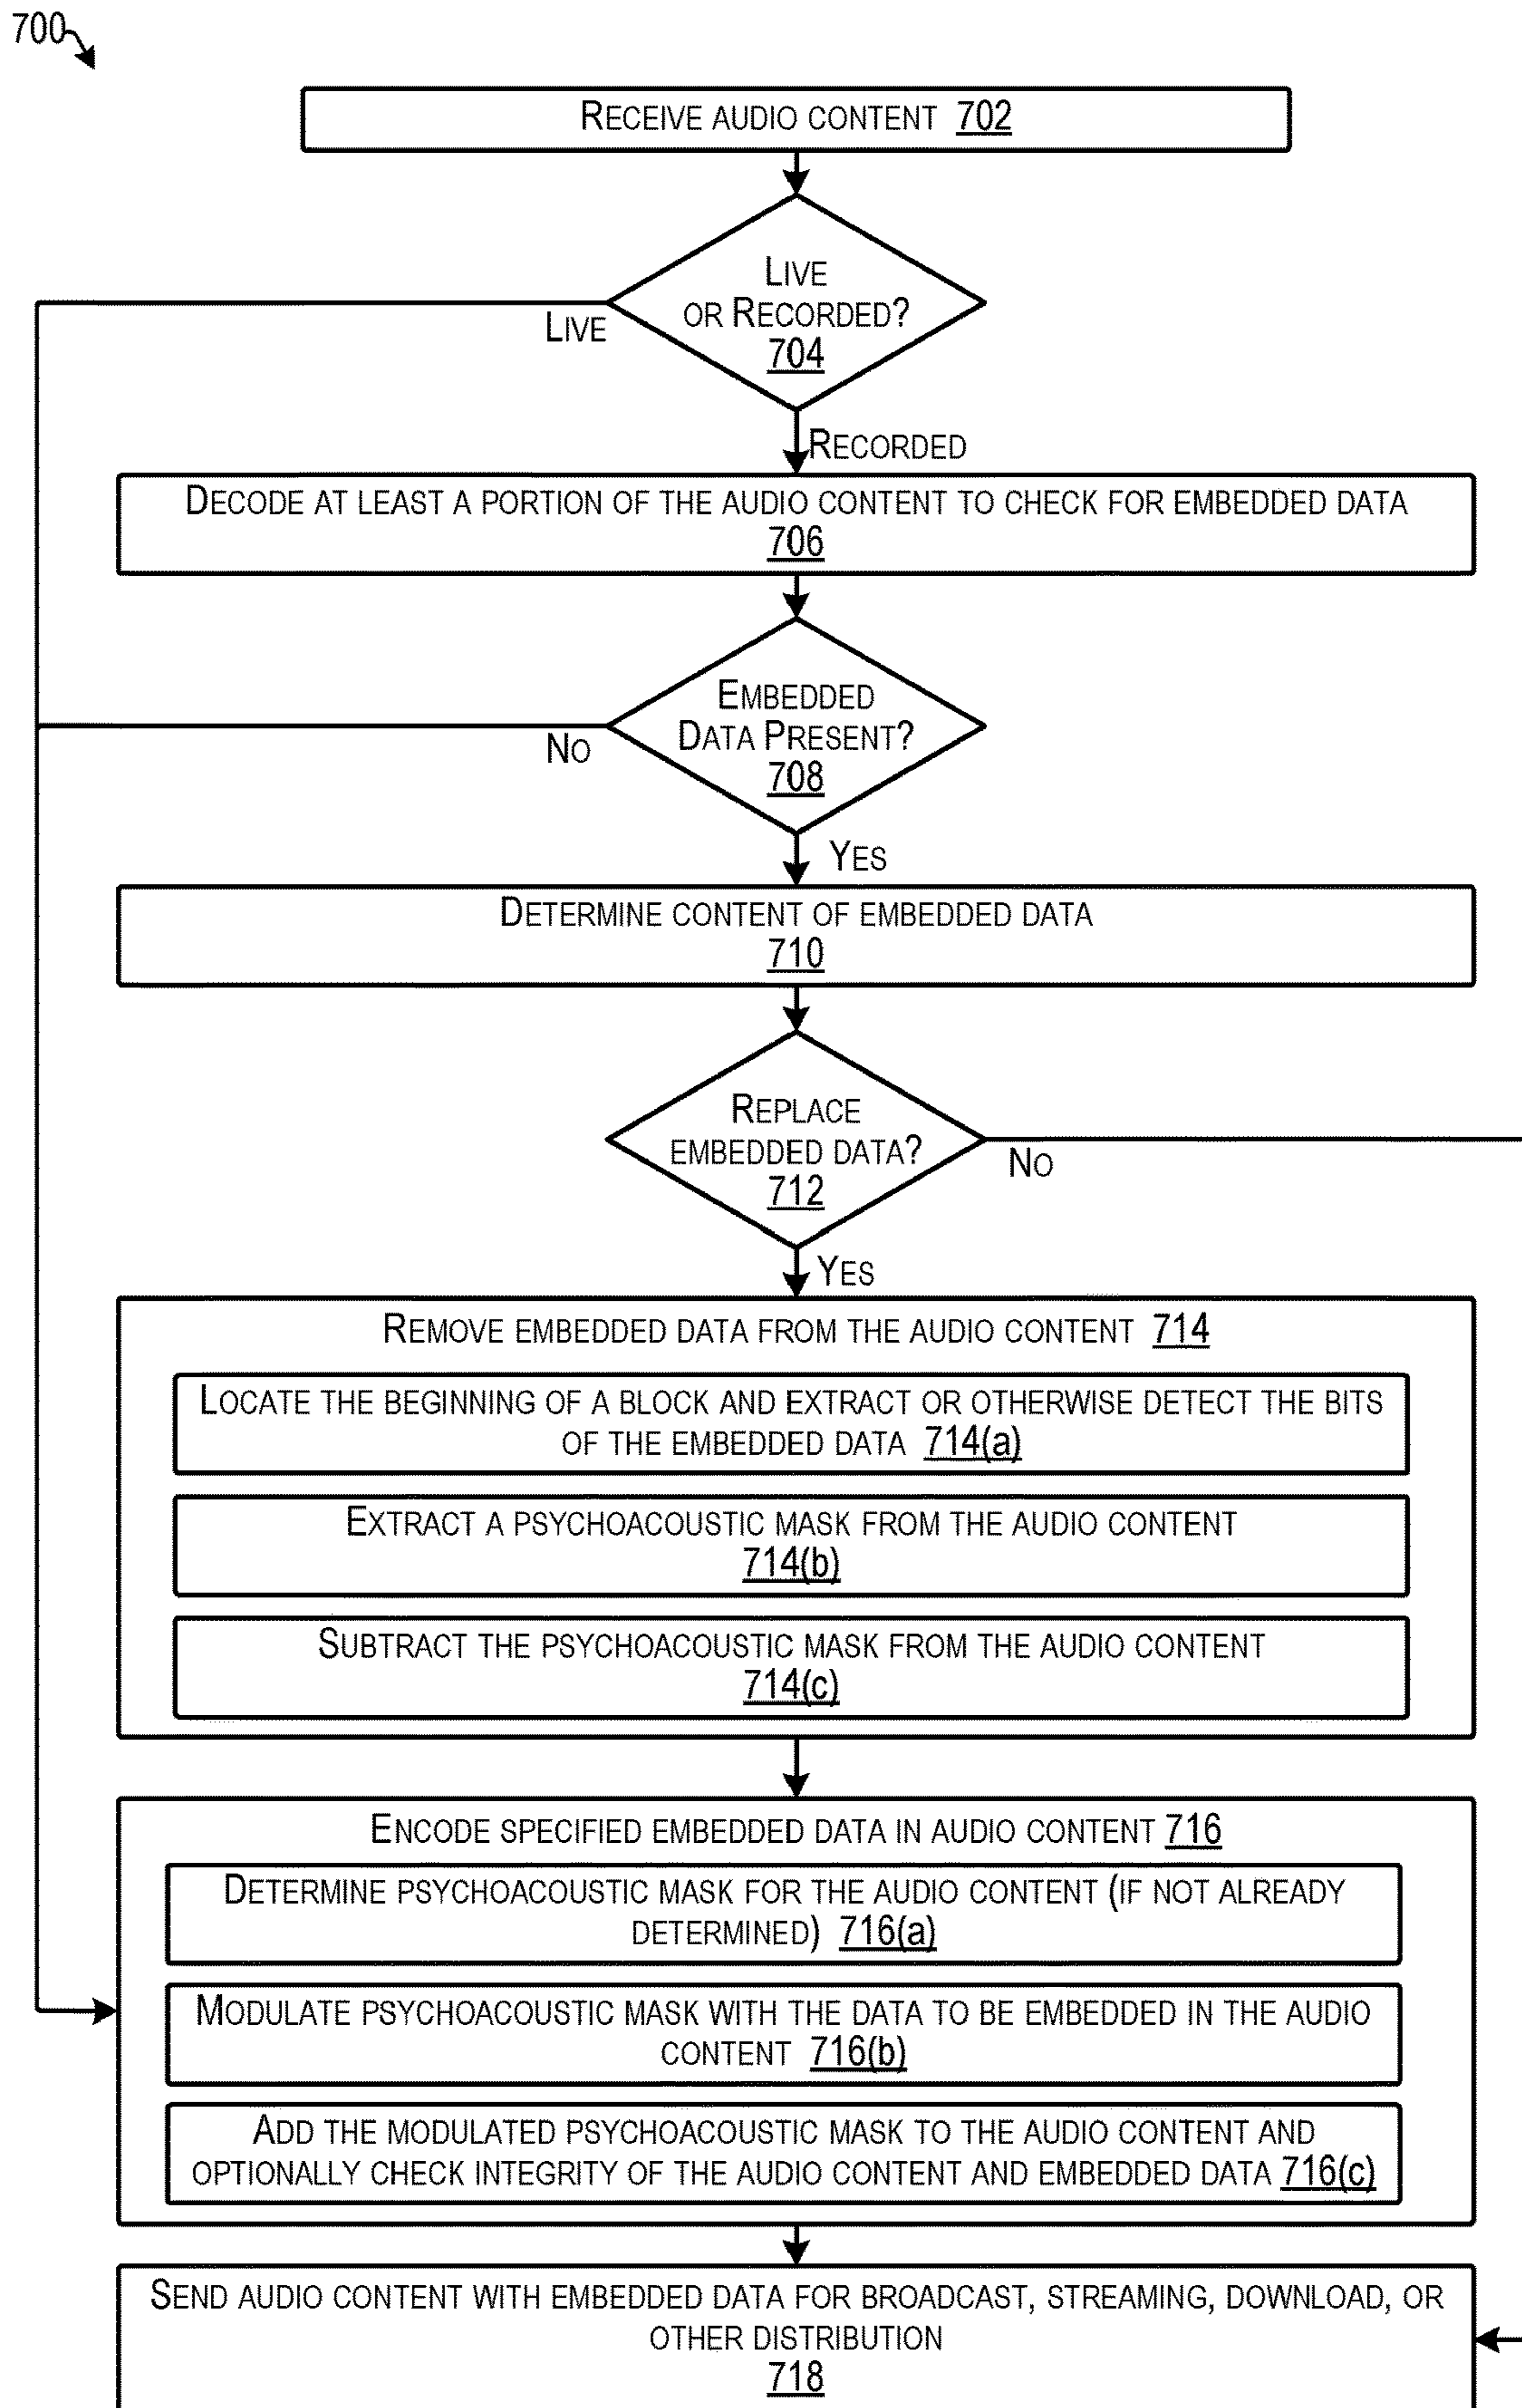 700
RECEIVE AUDIO CONTENT 702
LIVE
OR RECORDED?
704
LIVE
RECORDED
DECODE AT LEAST A PORTION OF THE AUDIO CONTENT TO CHECK FOR EMBEDDED DATA
706
EMBEDDED
DATA PRESENT?
708
NO
YES
DETERMINE CONTENT OF EMBEDDED DATA
710
REPLACE
EMBEDDED DATA?
712
NO
YES
REMOVE EMBEDDED DATA FROM THE AUDIO CONTENT 714
LOCATE THE BEGINNING OF A BLOCK AND EXTRACT OR OTHERWISE DETECT THE BITS
OF THE EMBEDDED DATA 714(a)
EXTRACT A PSYCHOACOUSTIC MASK FROM THE AUDIO CONTENT
714(b)
SUBTRACT THE PSYCHOACOUSTIC MASK FROM THE AUDIO CONTENT
714(c)
ENCODE SPECIFIED EMBEDDED DATA IN AUDIO CONTENT 716
DETERMINE PSYCHOACOUSTIC MASK FOR THE AUDIO CONTENT (IF NOT ALREADY
DETERMINED) 716(a)
MODULATE PSYCHOACOUSTIC MASK WITH THE DATA TO BE EMBEDDED IN THE AUDIO
CONTENT 716(b)
ADD THE MODULATED PSYCHOACOUSTIC MASK TO THE AUDIO CONTENT AND
OPTIONALLY CHECK INTEGRITY OF THE AUDIO CONTENT AND EMBEDDED DATA 716(c)
SEND AUDIO CONTENT WITH EMBEDDED DATA FOR BROADCAST, STREAMING, DOWNLOAD, OR
OTHER DISTRIBUTION
718